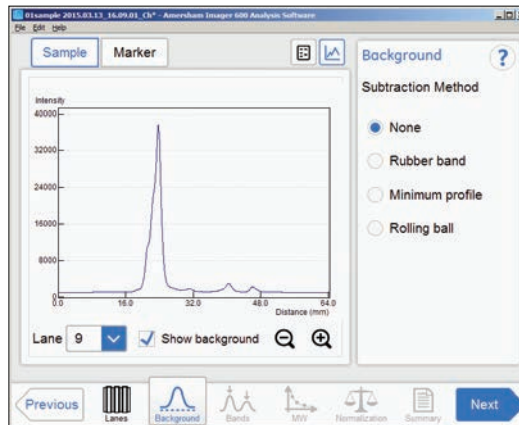 01sample 2015.03.13_16.09.01_Ch* - Amersham Imager 600 Analysis Software
File Edit Help
Sample
Marker
Background
?
Subtraction Method
None
Rubber band
Minimum profile
Rolling ball
Intensity
40000
32000
24000
16000
8000
0
0.0 16.0 32.0 48.0 64.0
Distance (mm)
Lane 9 Show background
Previous
Lanes
Background
Bands
MW
Normalization
Summary
Next